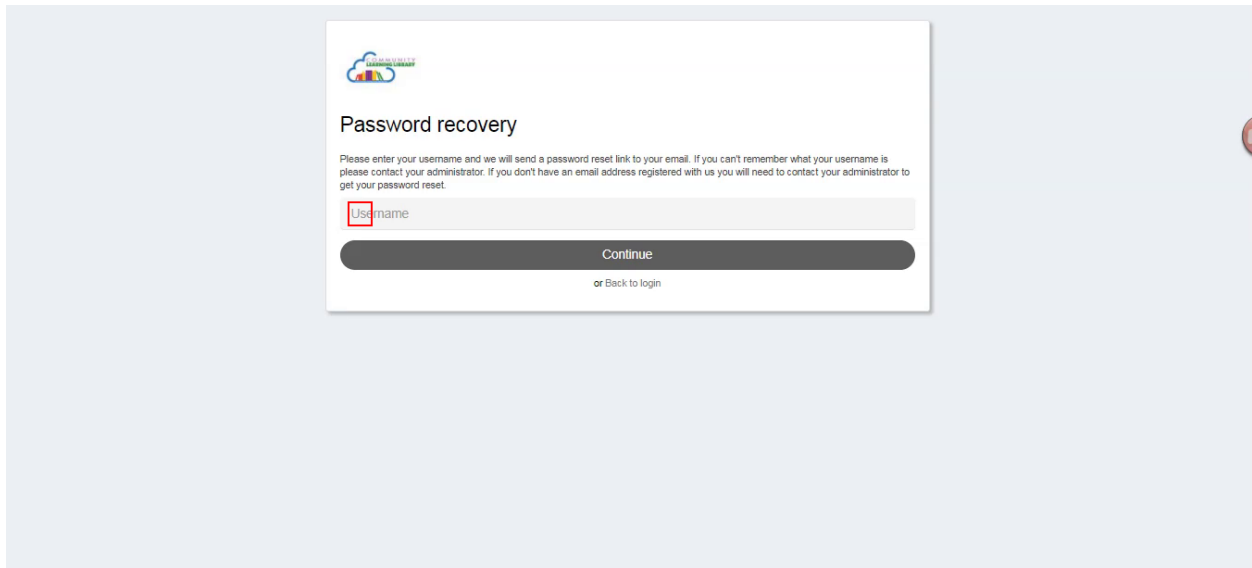 COMMUNITY
LEARNING LIBRARY
Password recovery
Please enter your username and we will send a password reset link to your email. If you can't remember what your username is
please contact your administrator. If you don't have an email address registered with us you will need to contact your administrator to
get your password reset.
Username
Continue
or Back to login